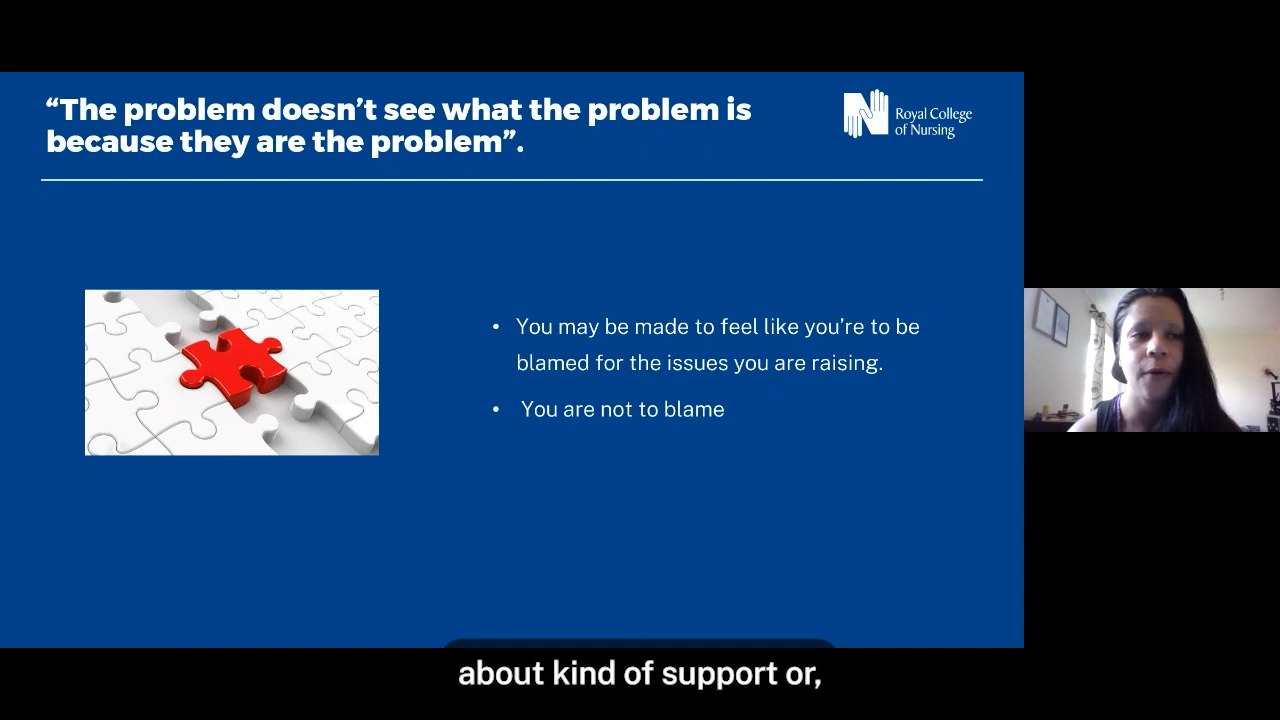 “The problem doesn’t see what the problem is
because they are the problem”.
Royal College
of Nursing
• You may be made to feel like you’re to be
blamed for the issues you are raising.
• You are not to blame
about kind of support or,